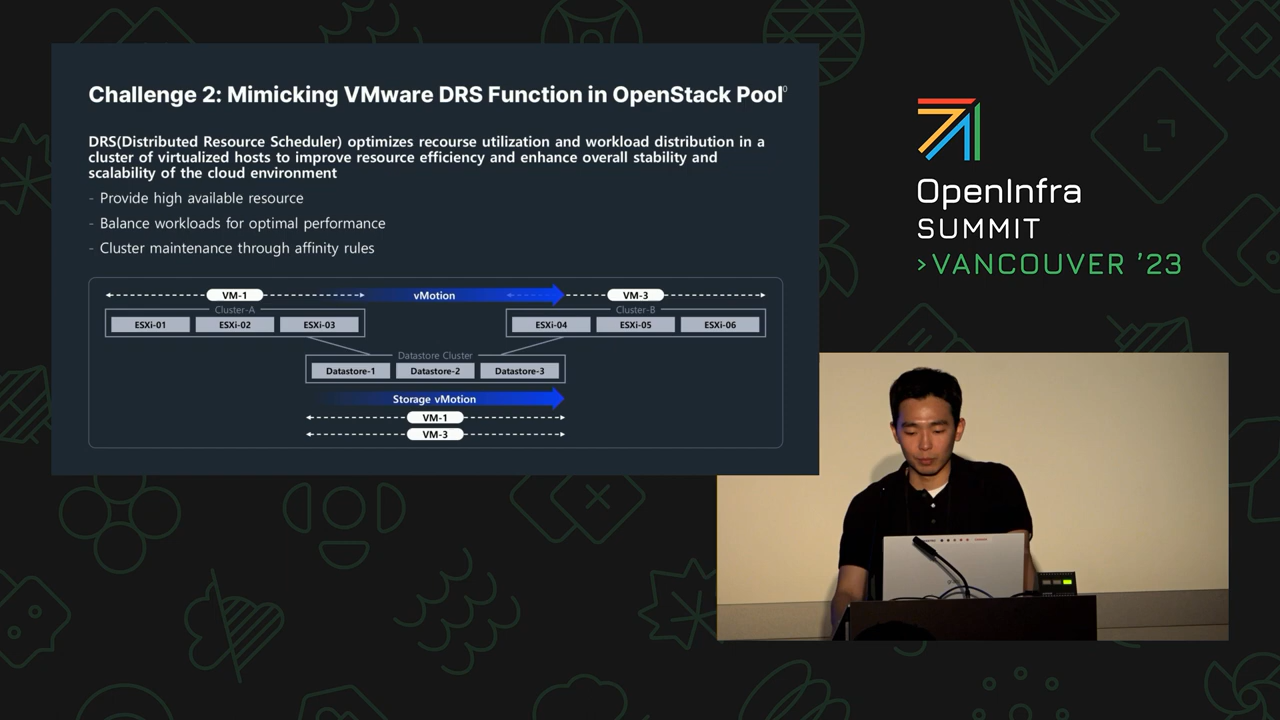 Challenge 2: Mimicking VMware DRS Function in OpenStack Pool
0
DRS(Distributed Resource Scheduler) optimizes recourse utilization and workload distribution in a
cluster of virtualized hosts to improve resource efficiency and enhance overall stability and
scalability of the cloud environment
- Provide high available resource
- Balance workloads for optimal performance
- Cluster maintenance through affinity rules
VM-1
vMotion
VM-3
Cluster-A
Cluster-B
ESXi-01
ESXi-02
ESXi-03
ESXi-04
ESXi-05
ESXi-06
Datastore Cluster
Datastore-1
Datastore-2
Datastore-3
Storage vMotion
VM-1
VM-3
OpenInfra
SUMMIT
>VANCOUVER '23